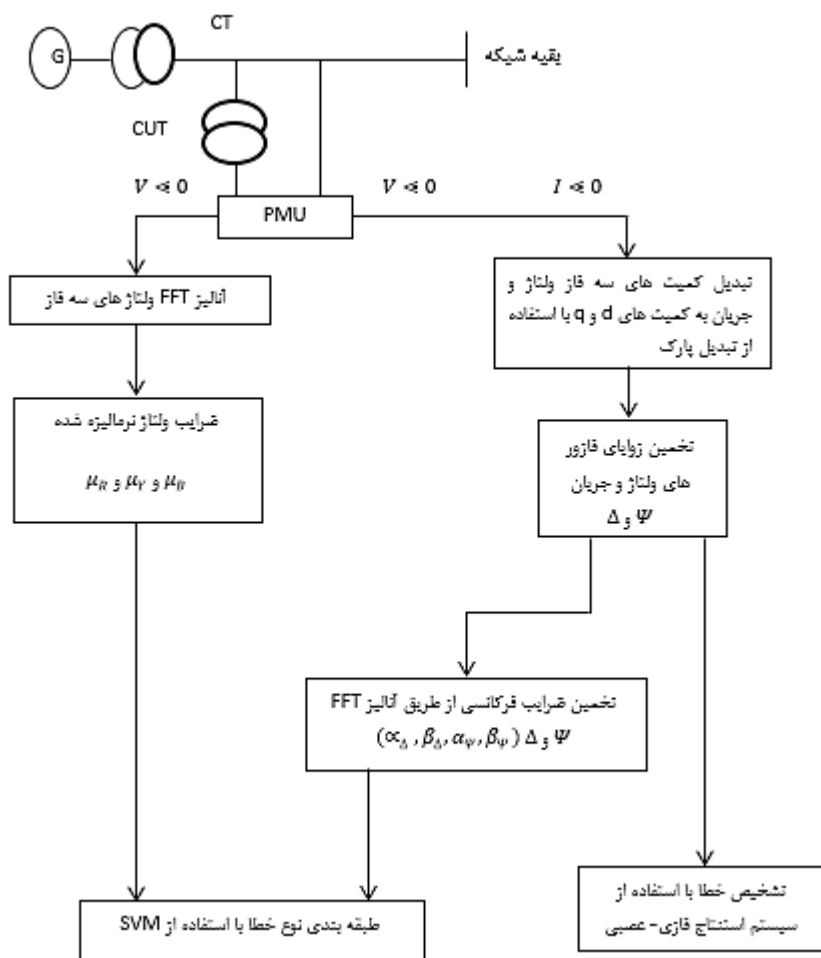 CT
G
بقیه شبکه
CUT
V ∢ 0
V ∢ 0
I ∢ 0
PMU
آنالیز FFT ولتاژ های سه فاز
تبدیل کمیت های سه فاز ولتاژ و
جریان به کمیت های d و q با استفاده
از تبدیل پارک
ضرایب ولتاژ نرمالیزه شده
μR و μY و μB
تخمین زوایای فازور
های ولتاژ و جریان
Δ و Ψ
تخمین ضرایب فرکانسی از طریق آنالیز FFT
(∝Δ , βΔ, αΨ, βΨ) Δ و Ψ
تشخیص خطا با استفاده از
سیستم استنتاج فازی- عصبی
طبقه بندی نوع خطا با استفاده از SVM